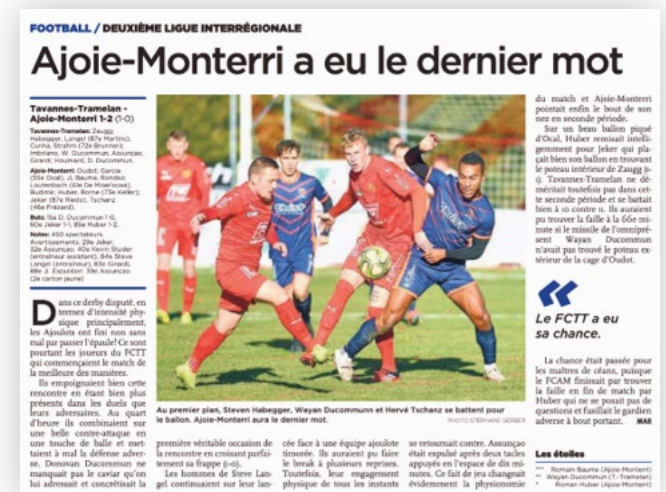 FOOTBALL / DEUXIÈME LIGUE INTERRÉGIONALE
Ajoie-Monterri a eu le dernier mot
Tavannes-Tramelan -
Ajoie-Monterri 1-2 (1-0)
Tavannes-Tramelan: Zaugg;
Habegger, Langel (87e Martins),
Cunha, Strahm (72e Brunner);
Imbriano, W. Ducommun, Assunçao,
Girardi; Houmard, D. Ducommun.
Ajoie-Monterri: Oudot; Garcia
(55e Ocal), Jl. Baume, Rondez,
Loutenbach (61e De Moerloose),
Budimir, Huber, Borne (73e Keller);
Jeker (87e Riedo), Tschanz
(46e Prézard).
Buts: 15e D. Ducommun 1-0,
60e Jeker 1-1, 85e Huber 1-2.
Notes: 450 spectateurs
Avertissements: 29e Jeker,
32e Assunçao, 40e Kevin Studer
(entraîneur assistant), 64e Steve
Langel (entraîneur), 83e Girardi,
88e Expulsion: 39e Assunçao
(2e carton jaune)
Dans ce derby disputé, en
termes d'intensité phy-
sique principalement,
les Ajoulots ont fini non sans
mal par passer l'épaule! Ce sont
pourtant les joueurs du FCTT
qui commençaient le match de
la meilleure des manières.
Ils empoignaient bien cette
rencontre en étant bien plus
présents dans les duels que
leurs adversaires. Au quart
d'heure ils combinaient sur
une belle contre-attaque en
une touche de balle et met-
taient à mal la défense adver-
se. Donovan Ducommun ne
manquait pas le caviar qu'on
lui adressait et concrétisait la
Au premier plan, Steven Habegger, Wayan Ducommunn et Hervé Tschanz se battent pour
le ballon. Ajoie-Monterri aura le dernier mot.
PHOTO STÉPHANE GERBER
première véritable occasion de
la rencontre en croisant parfai-
tement sa frappe (1-0).
Les hommes de Steve Lan-
gel continuaient sur leur lan-
cée face à une équipe ajoulote
timorée. Ils auraient pu faire
le break à plusieurs reprises.
Toutefois, leur engagement
physique de tous les instants
se retournait contre. Assunçao
était expulsé après deux tacles
appuyés en l'espace de dix mi-
nutes. Ce fait de jeu changeait
évidemment la physionomie
du match et Ajoie-Monterri
pointait enfin le bout de son
nez en seconde période.
Sur un beau ballon piqué
d'Ocal, Huber remisait intelli-
gemment pour Jeker qui pla-
çait bien son ballon en trouvant
le poteau intérieur de Zaugg (1-
1). Tavannes-Tramelan ne dé-
méritait toutefois pas dans cet-
te seconde période et se battait
bien à 10 contre 11. Ils auraient
pu trouver la faille à la 66e mi-
nute si le missile de l'omnipré-
sent Wayan Ducommun
n'avait pas trouvé le poteau ex-
térieur de la cage d'Oudot.
«
Le FCTT a eu
sa chance.
La chance était passée pour
les maîtres de céans, puisque
le FCAM finissait par trouver
la faille en fin de match par
Huber qui ne se posait pas de
questions et fusillait le gardien
adverse à bout portant. MAR
Les étoiles
*** Romain Baume (Ajoie-Monterri)
** Wayan Ducommun (T.-Tramelan)
* Romain Huber (Ajoie-Monterri)